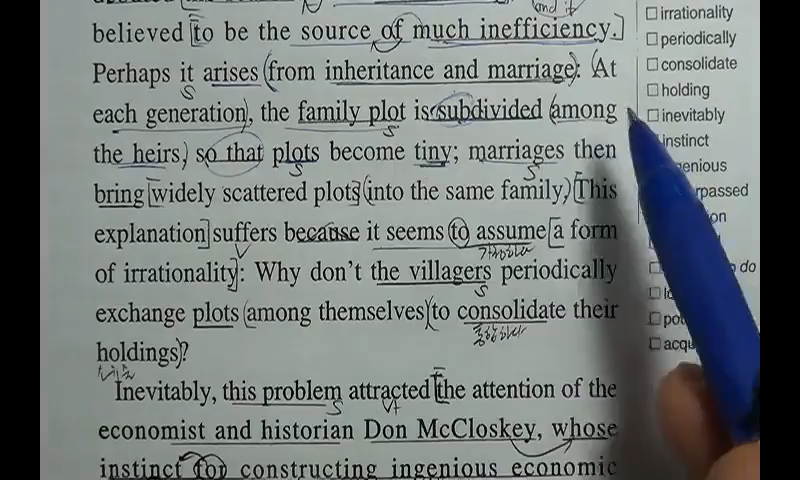 and it
believed to be the source of much inefficiency.
Perhaps it arises from inheritance and marriage. At
each generation, the family plot is subdivided among
the heirs, so that plots become tiny; marriages then
bring widely scattered plots into the same family. This
explanation suffers because it seems to assume a form
of irrationality: Why don't the villagers periodically
exchange plots among themselves to consolidate their
holdings?
Inevitably, this problem attracted the attention of the
economist and historian Don McCloskey, whose
instinct for constructing ingenious economic
irrationality
periodically
consolidate
holding
inevitably
instinct
do
acqu